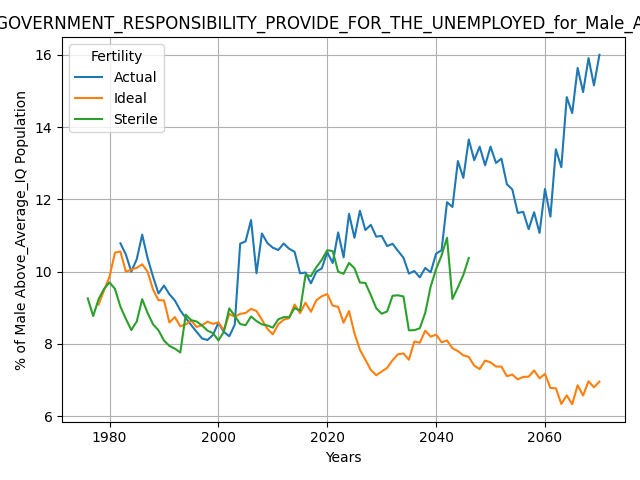 GOVERNMENT_RESPONSIBILITY_PROVIDE_FOR_THE_UNEMPLOYED_for_Male_A
Fertility
Actual
Ideal
Sterile
% of Male Above_Average_IQ Population
16
14
12
10
8
6
1980
2000
2020
2040
2060
Years